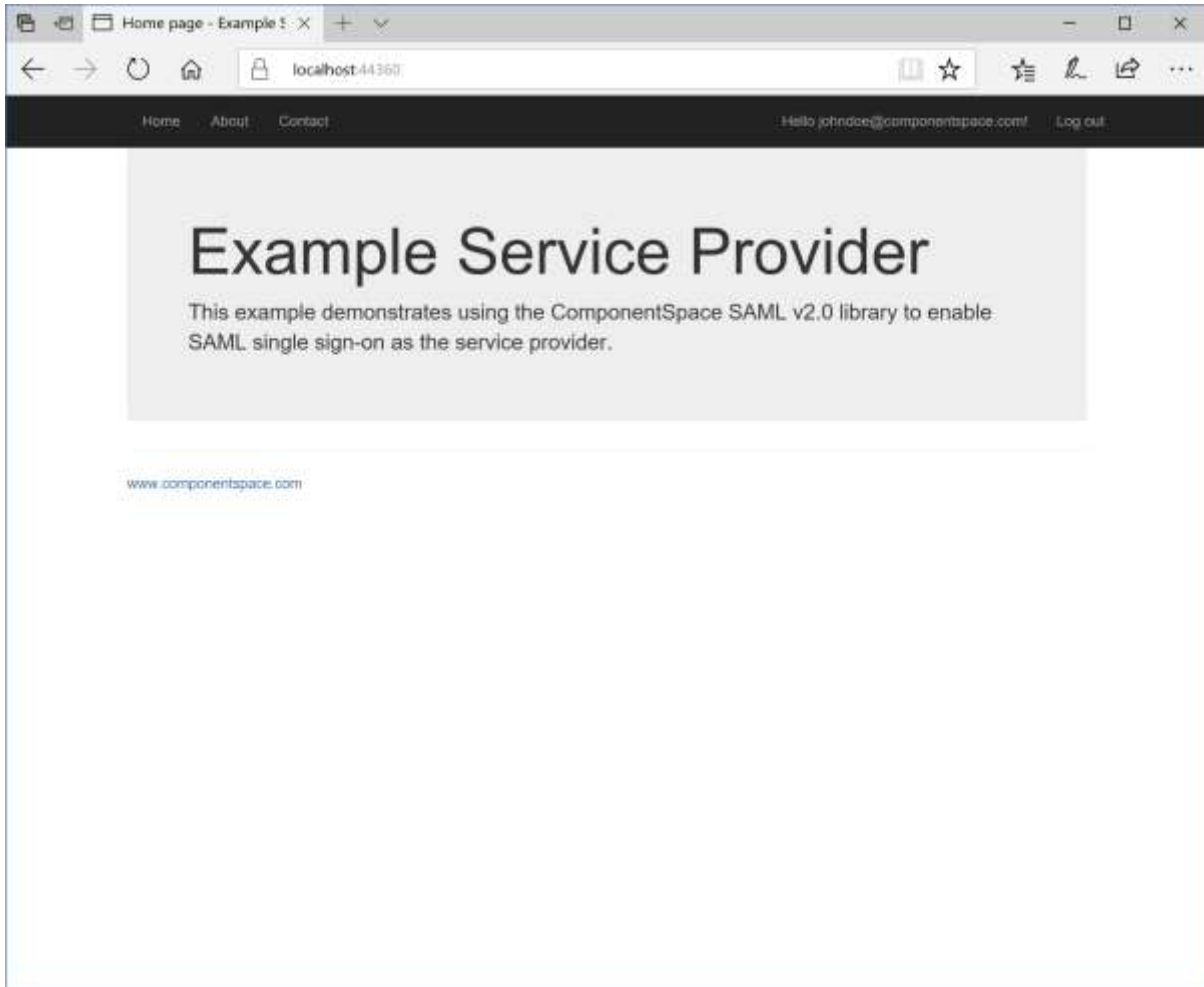 Home page - Example S
localhost:44360
Home About Contact Hello johndoe@componentspace.com! Log out
Example Service Provider
This example demonstrates using the ComponentSpace SAML v2.0 library to enable
SAML single sign-on as the service provider.
www.componentspace.com